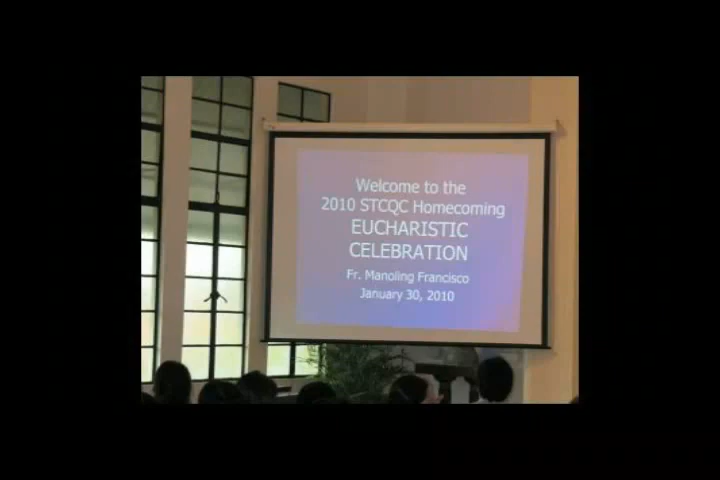 Welcome to the
2010 STCQC Homecoming
EUCHARISTIC
CELEBRATION
Fr. Manoling Francisco
January 30, 2010